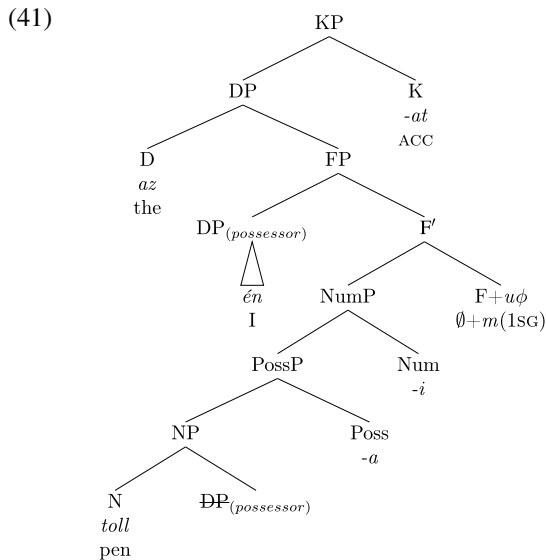 (41)
KP
DP K
-at
ACC
D FP
az
the
DP(possessor) F′
én NumP F+uϕ
I ∅+m(1SG)
PossP Num
-i
NP Poss
-a
N DP(possessor)
toll
pen